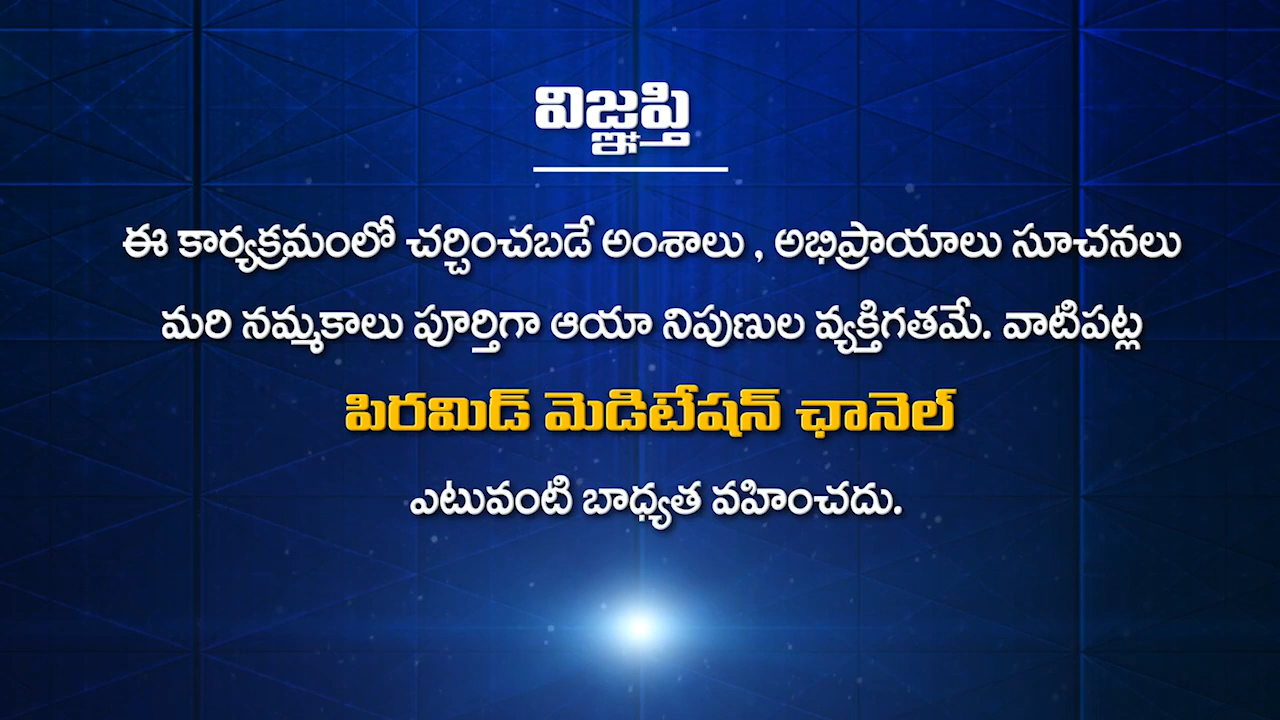 విజ్ఞప్తి
ఈ కార్యక్రమంలో చర్చించబడే అంశాలు , అభిప్రాయాలు సూచనలు
మరి నమ్మకాలు పూర్తిగా ఆయా నిపుణుల వ్యక్తిగతమే. వాటిపట్ల
పిరమిడ్ మెడిటేషన్ ఛానెల్
ఎటువంటి బాధ్యత వహించదు.